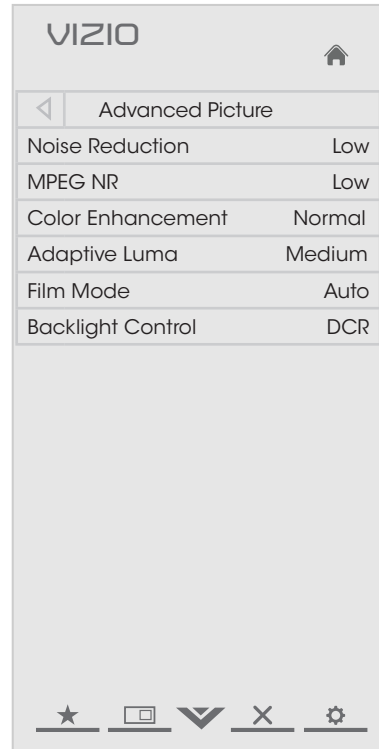 VIZIO
Advanced Picture
Noise Reduction Low
MPEG NR Low
Color Enhancement Normal
Adaptive Luma Medium
Film Mode Auto
Backlight Control DCR